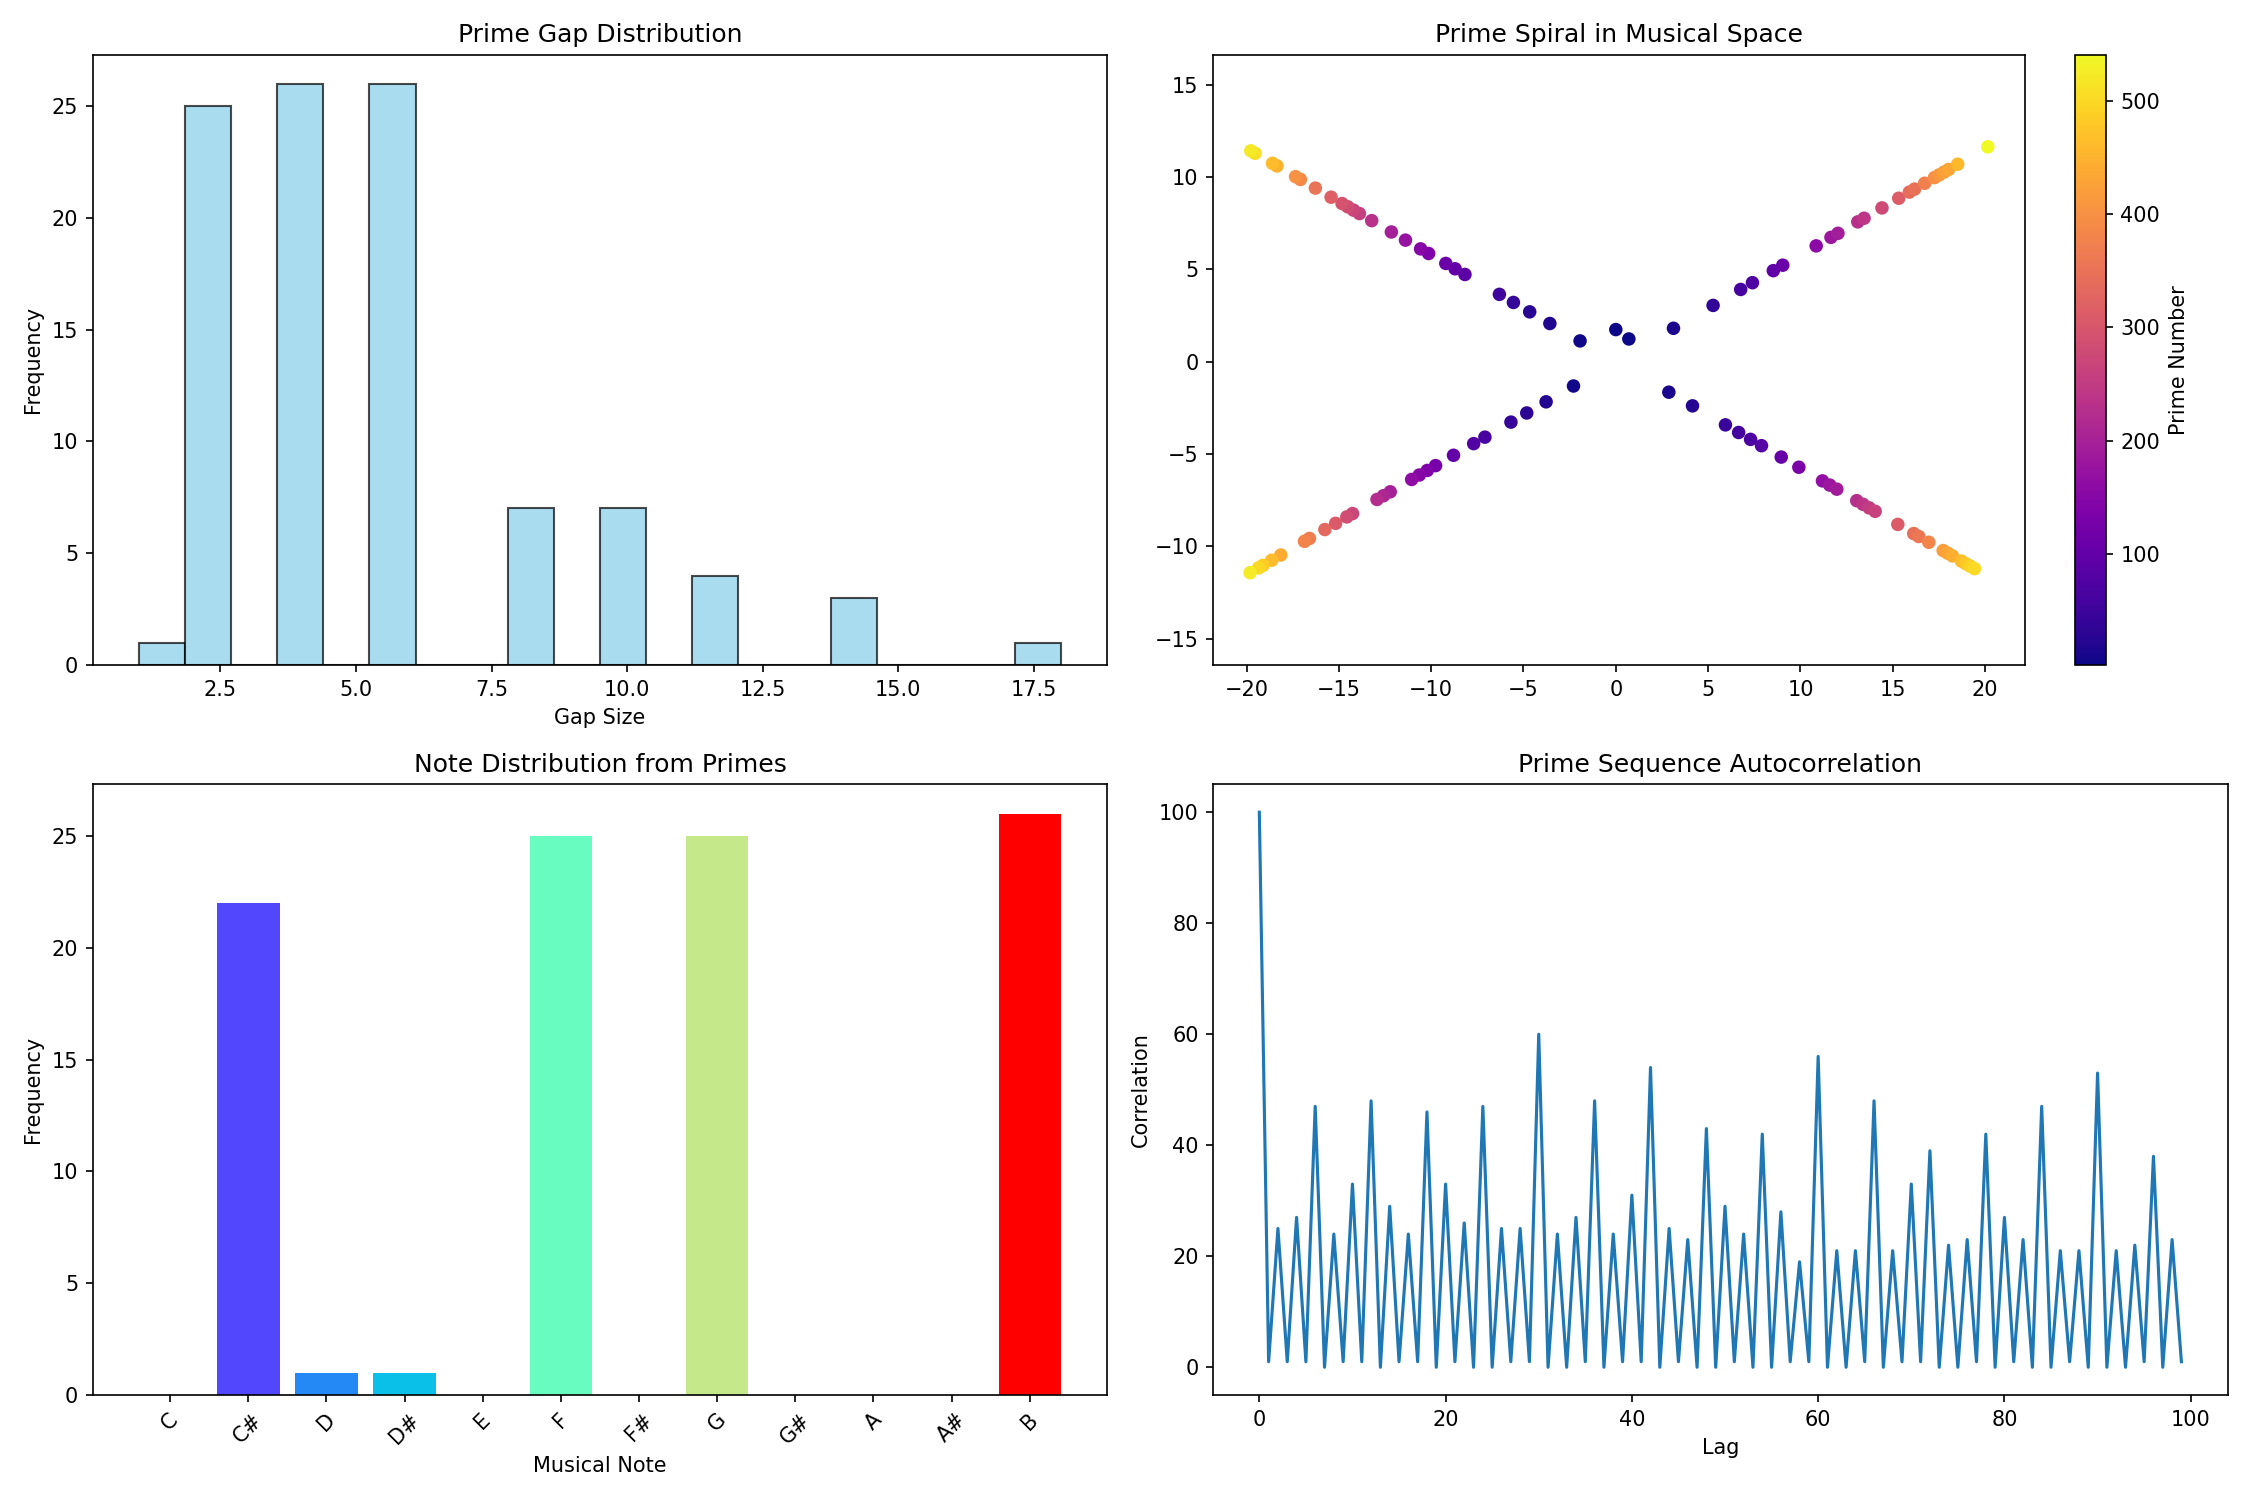 Prime Gap Distribution
25
20
15
10
5
0
Frequency
2.5 5.0 7.5 10.0 12.5 15.0 17.5
Gap Size
Prime Spiral in Musical Space
15
10
5
0
−5
−10
−15
−20 −15 −10 −5 0 5 10 15 20
500
400
300
200
100
Prime Number
Note Distribution from Primes
25
20
15
10
5
0
Frequency
C C# D D# E F F# G G# A A# B
Musical Note
Prime Sequence Autocorrelation
100
80
60
40
20
0
Correlation
0 20 40 60 80 100
Lag